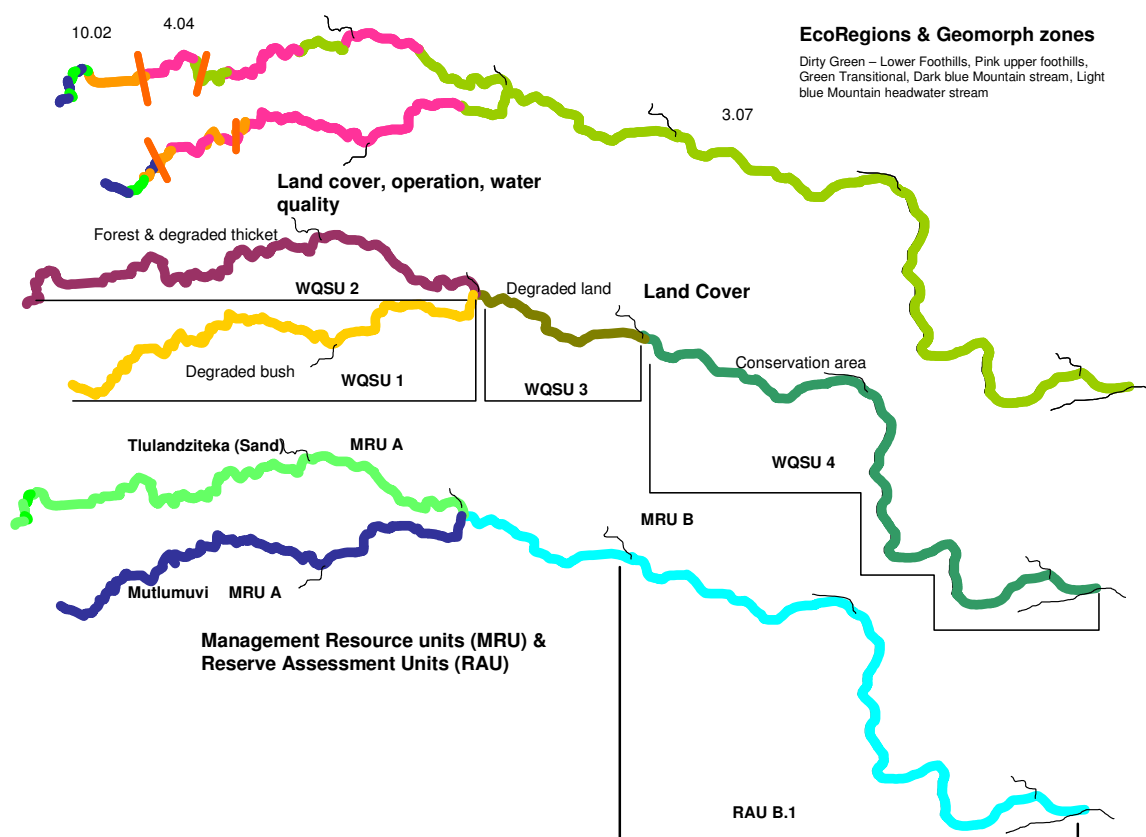 4.04
10.02
EcoRegions & Geomorph zones
Dirty Green – Lower Foothills, Pink upper foothills,
Green Transitional, Dark blue Mountain stream, Light
blue Mountain headwater stream
3.07
Land cover, operation, water
quality
Forest & degraded thicket
WQSU 2
Degraded land
Land Cover
Degraded bush
WQSU 1
WQSU 3
Conservation area
Tlulandziteka (Sand)
MRU A
WQSU 4
MRU B
Mutlumuvi
MRU A
Management Resource units (MRU) &
Reserve Assessment Units (RAU)
RAU B.1